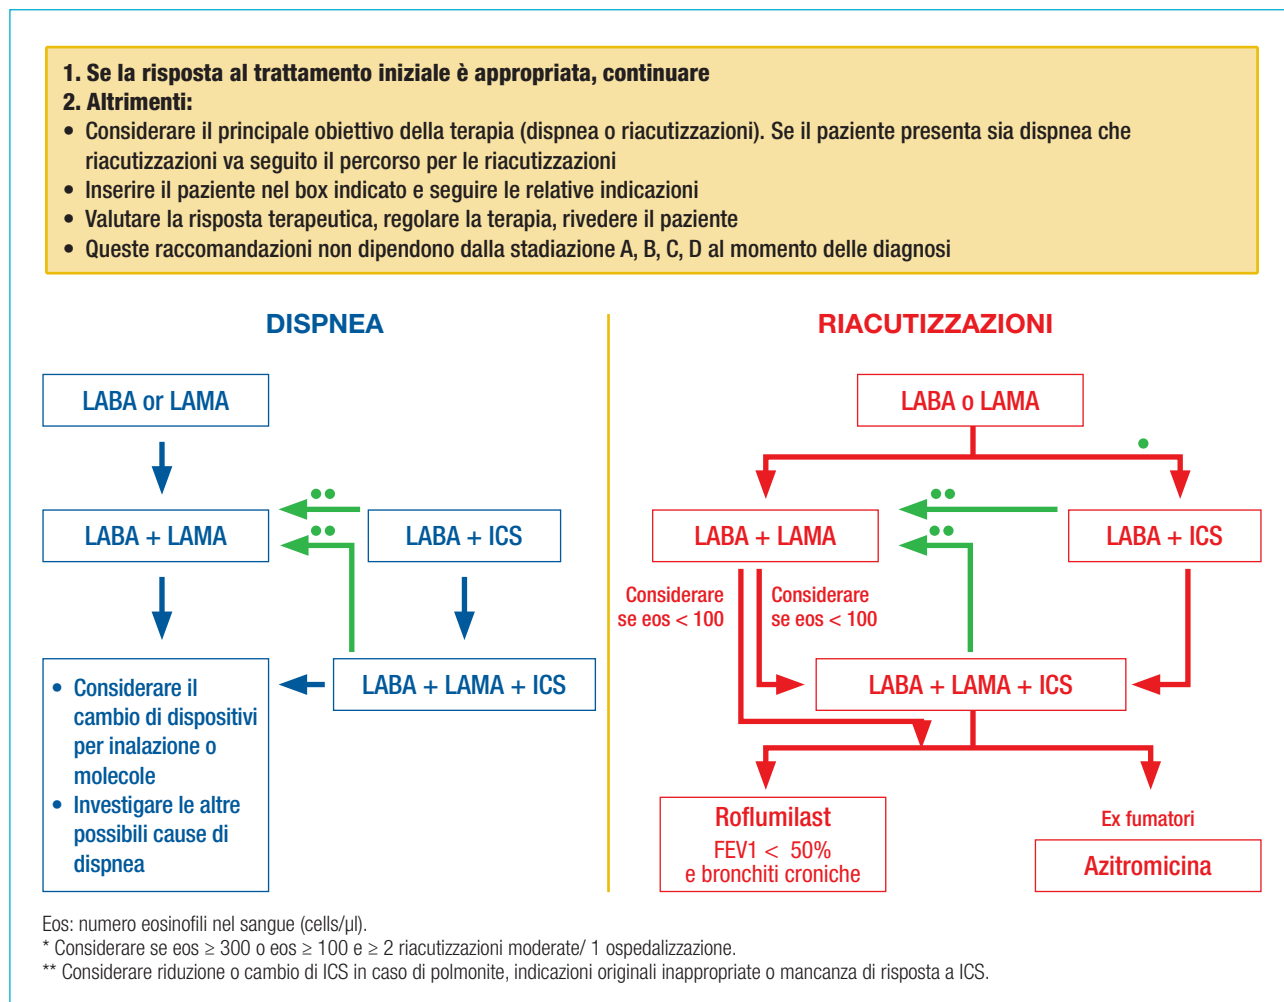 1. Se la risposta al trattamento iniziale è appropriata, continuare
2. Altrimenti:
• Considerare il principale obiettivo della terapia (dispnea o riacutizzazioni). Se il paziente presenta sia dispnea che
riacutizzazioni va seguito il percorso per le riacutizzazioni
• Inserire il paziente nel box indicato e seguire le relative indicazioni
• Valutare la risposta terapeutica, regolare la terapia, rivedere il paziente
• Queste raccomandazioni non dipendono dalla stadiazione A, B, C, D al momento delle diagnosi
DISPNEA
LABA or LAMA
LABA + LAMA
LABA + ICS
LABA + LAMA + ICS
• Considerare il
cambio di dispositivi
per inalazione o
molecole
• Investigare le altre
possibili cause di
dispnea
RIACUTIZZAZIONI
LABA o LAMA
LABA + LAMA
LABA + ICS
Considerare
se eos < 100
Considerare
se eos < 100
LABA + LAMA + ICS
Roflumilast
FEV1 < 50%
e bronchiti croniche
Ex fumatori
Azitromicina
Eos: numero eosinofili nel sangue (cells/µl).
* Considerare se eos ≥ 300 o eos ≥ 100 e ≥ 2 riacutizzazioni moderate/ 1 ospedalizzazione.
** Considerare riduzione o cambio di ICS in caso di polmonite, indicazioni originali inappropriate o mancanza di risposta a ICS.